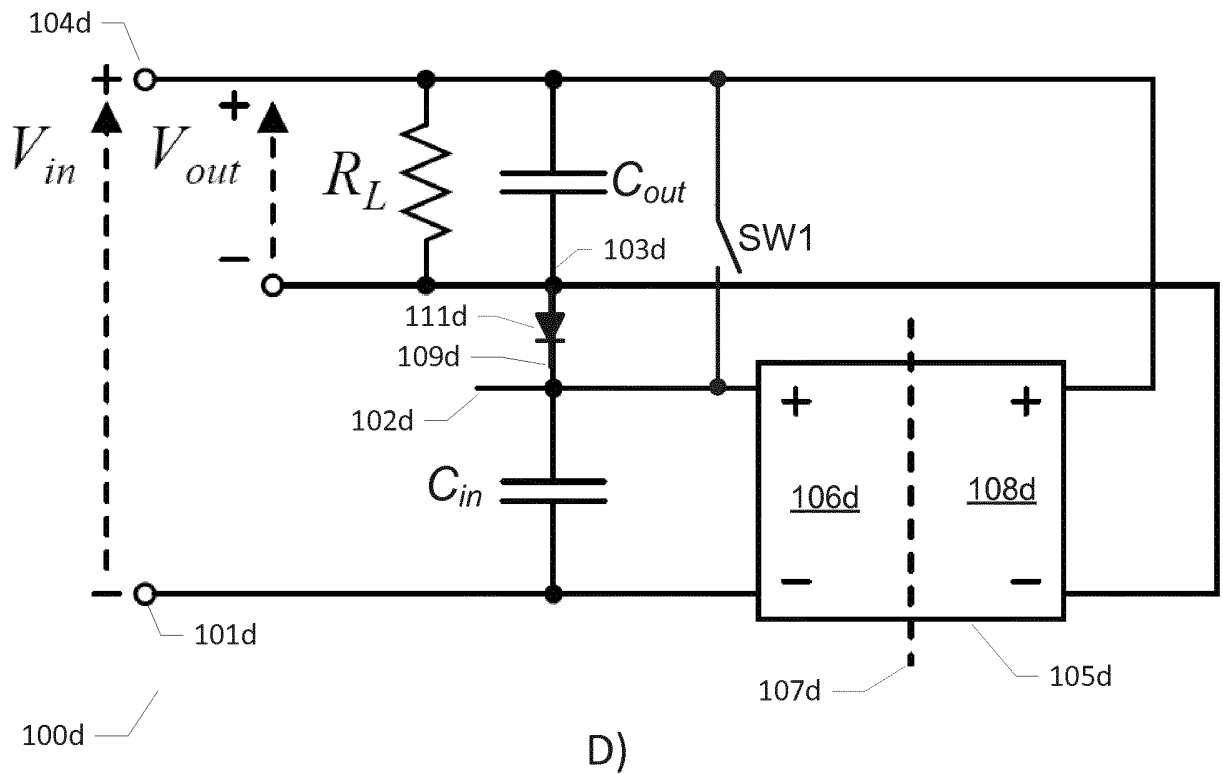 104d
+
+
V_in
V_out
R_L
C_out
SW1
−
103d
111d
109d
102d
+
+
C_in
106d
108d
−
−
−
101d
107d
105d
100d
D)